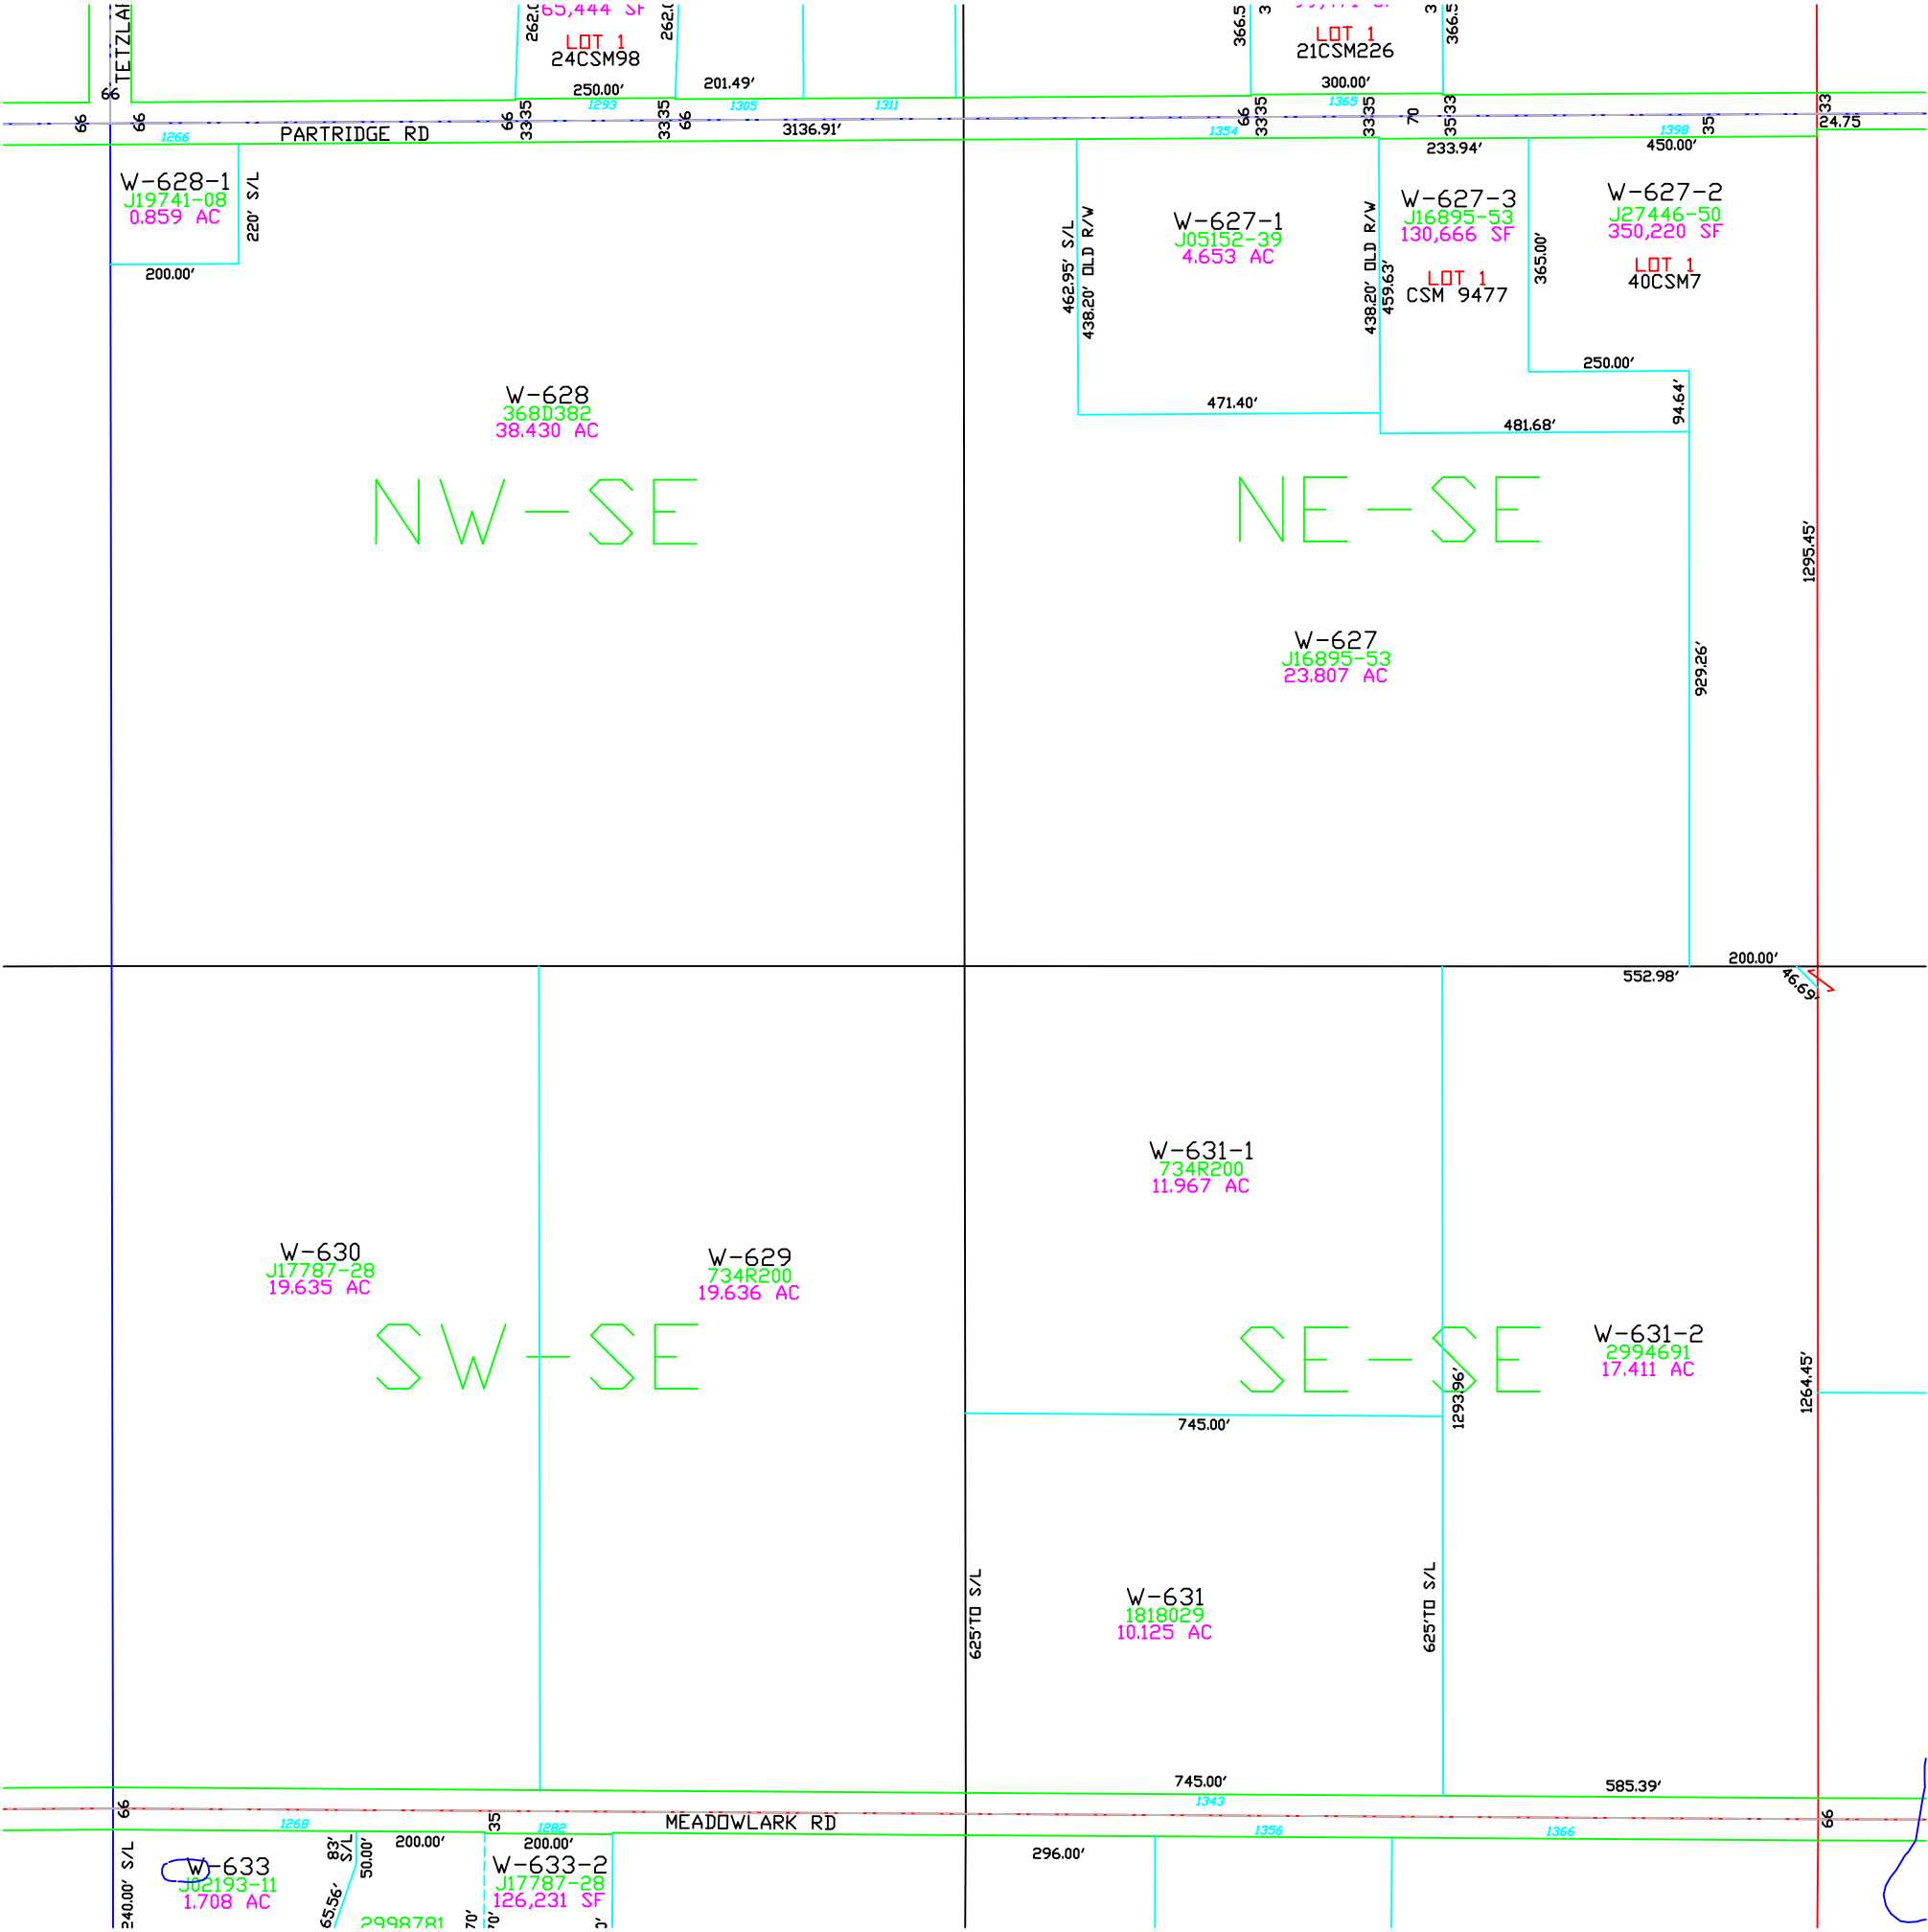 TETZLA
262.0
65,444 SF
262.0
LOT 1
24CSM98
250.00'
201.49'
366.5
3
LOT 1
21CSM226
3
366.5
300.00'
66
66
66
66
33
35
33
35
66
1293
1305
1311
1365
66
33
35
33
35
70
35
33
35
33
24.75
1266
PARTRIDGE RD
3136.91'
1354
1398
233.94'
450.00'
W-628-1
J19741-08
0.859 AC
220' S/L
200.00'
462.95' S/L
438.20' OLD R/W
W-627-1
J05152-39
4.653 AC
438.20' OLD R/W
459.63'
W-627-3
J16895-53
130,666 SF
LOT 1
CSM 9477
365.00'
W-627-2
J27446-50
350,220 SF
LOT 1
40CSM7
250.00'
94.64'
471.40'
481.68'
W-628
368D382
38.430 AC
NW-SE
NE-SE
1295.45'
W-627
J16895-53
23.807 AC
929.26'
200.00'
552.98'
46.69'
W-631-1
734R200
11.967 AC
W-630
J17787-28
19.635 AC
W-629
734R200
19.636 AC
SW-SE
SE-SE
W-631-2
2994691
17.411 AC
1293.96'
1264.45'
745.00'
625'TO S/L
W-631
1818029
10.125 AC
625'TO S/L
745.00'
585.39'
66
35
MEADOWLARK RD
1343
66
1268
1282
1356
1366
240.00' S/L
83'
S/L
50.00'
200.00'
200.00'
296.00'
W-633
J02193-11
1.708 AC
65.56'
W-633-2
J17787-28
126,231 SF
2998781
70'
70'
0'